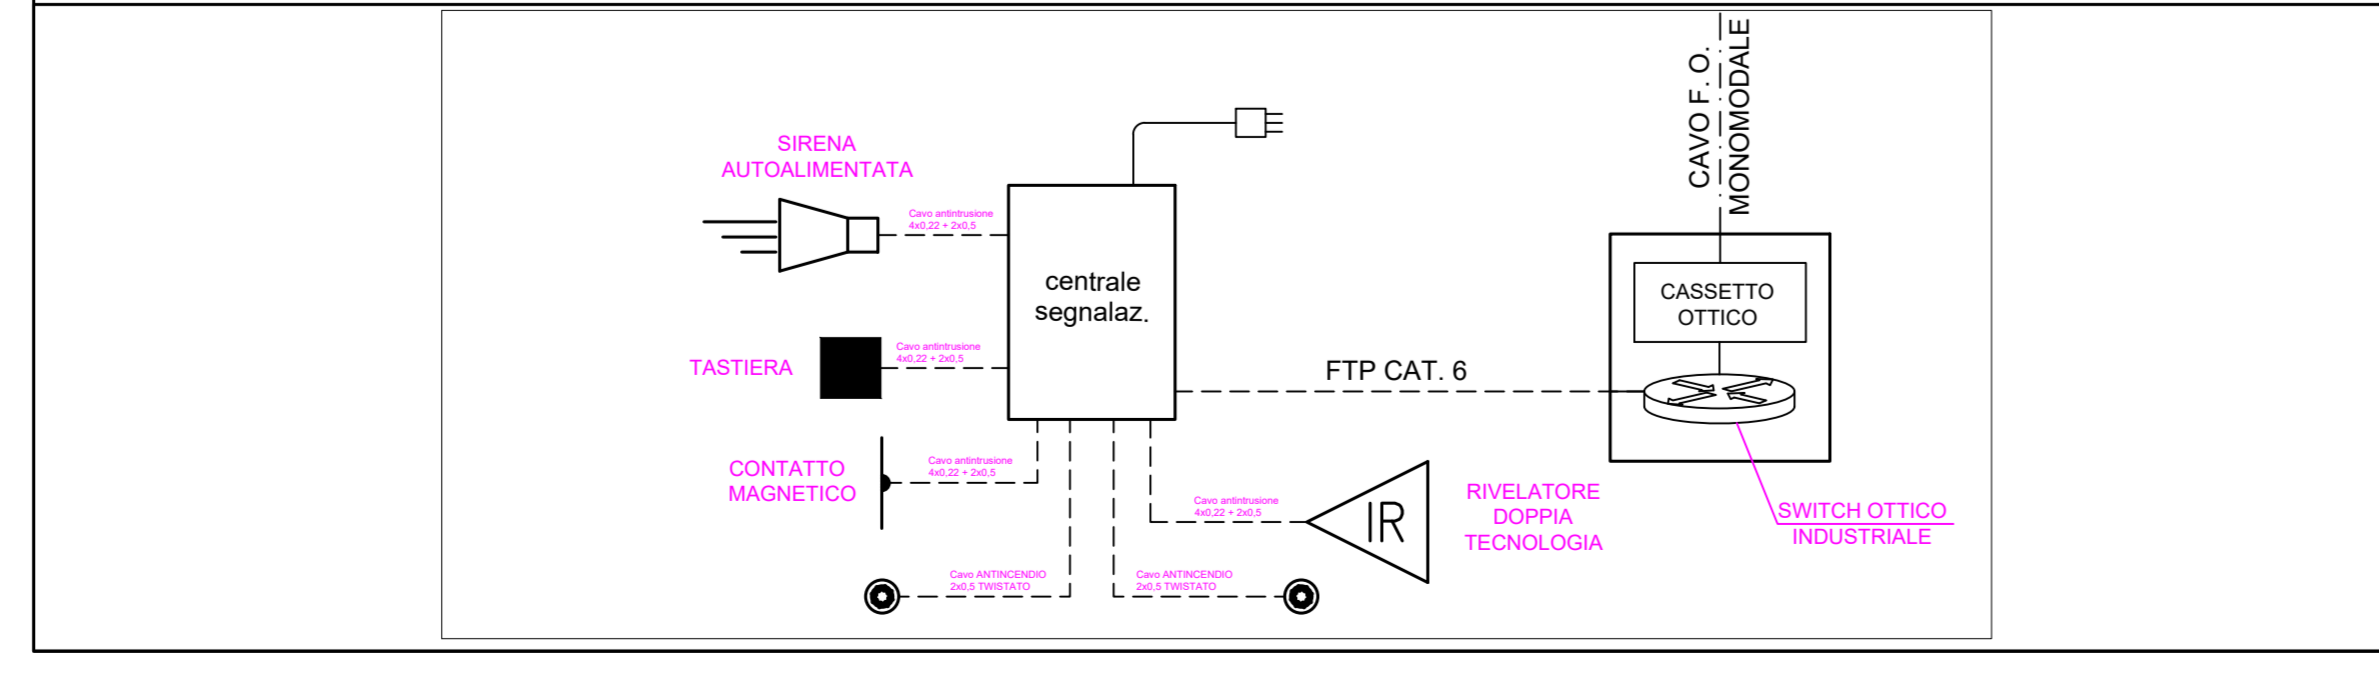 CAVO F. O.
MONOMODALE
SIRENA
AUTOALIMENTATA
Cavo antintrusione
4x0,22 + 2x0,5
centrale
segnalaz.
CASSETTO
OTTICO
TASTIERA
Cavo antintrusione
4x0,22 + 2x0,5
FTP CAT. 6
CONTATTO
MAGNETICO
Cavo antintrusione
4x0,22 + 2x0,5
Cavo antintrusione
4x0,22 + 2x0,5
IR
RIVELATORE
DOPPIA
TECNOLOGIA
SWITCH OTTICO
INDUSTRIALE
Cavo ANTINCENDIO
2x0,5 TWISTATO
Cavo ANTINCENDIO
2x0,5 TWISTATO